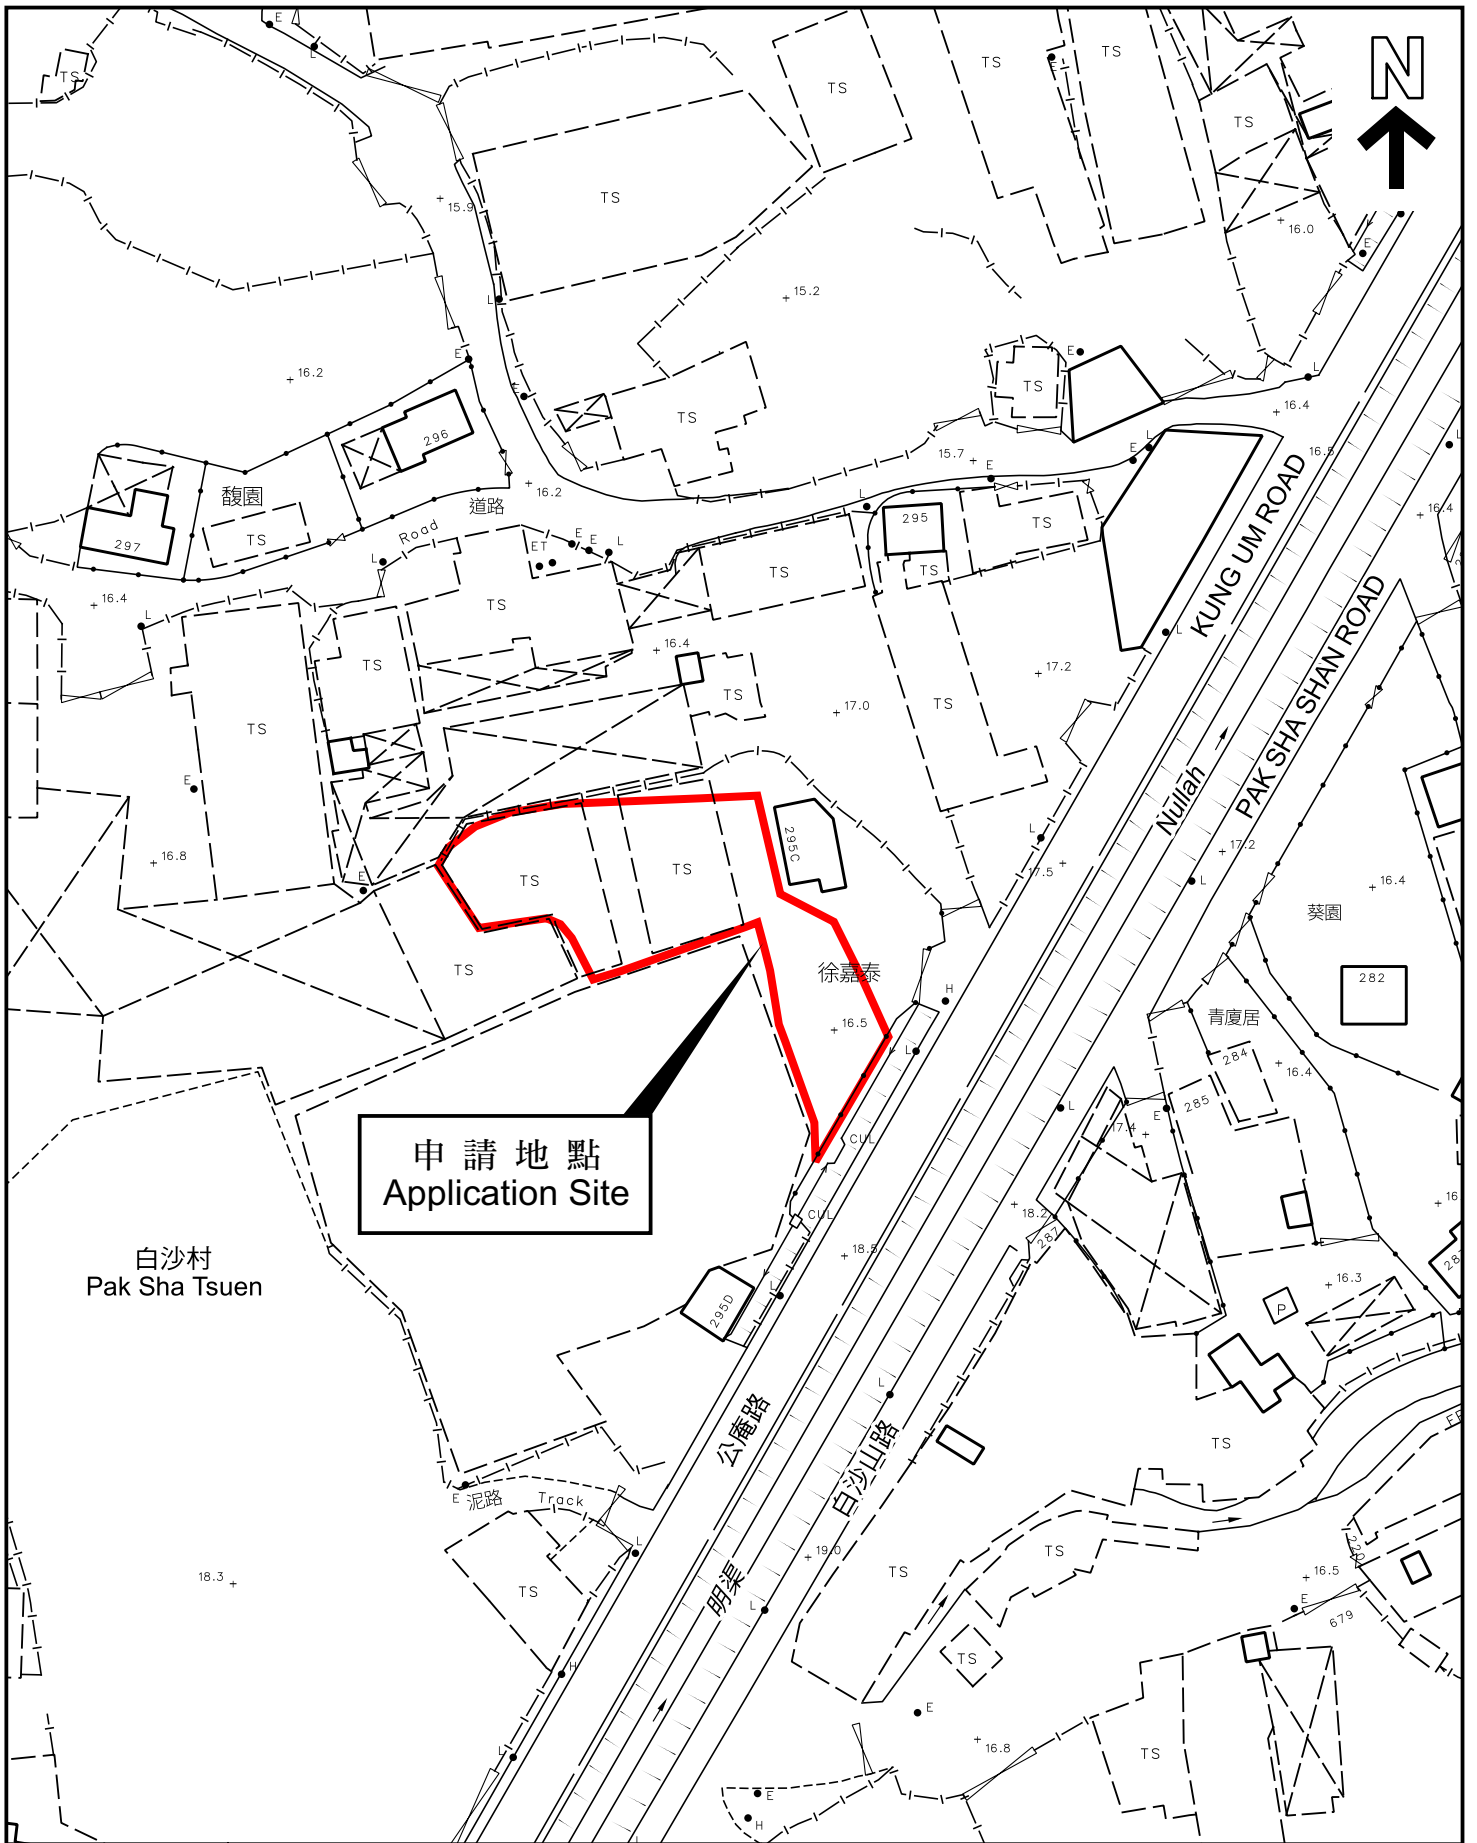 N
TS
E
L
TS
TS
E
TS
TS
15.9
TS
16.0
E
15.2
L
16.2
E
E
TS
TS
E
16.4
296
15.7
E
E
L
16.5
L
馥園
297
TS
道路
Road
16.2
L
295
TS
16.4
KUNG UM ROAD
ET
E
E
L
L
TS
TS
16.4
L
TS
TS
16.4
17.2
L
PAK SHA SHAN ROAD
TS
TS
17.0
TS
E
Nullah
16.8
E
295C
L
17.5
17.2
L
16.4
TS
TS
葵園
TS
徐嘉泰
282
H
16.5
L
青廈居
284
16.4
申請地點
Application Site
CUL
L
E
285
17.4
CUL
18.2
287
16.3
白沙村
Pak Sha Tsuen
18.5
L
295D
P
公庵路
L
白沙山路
TS
E
泥路
Track
L
明渠
19.0
TS
TS
220
16.5
18.3
TS
L
E
679
H
TS
E
16.8
TS
L
E
H
L